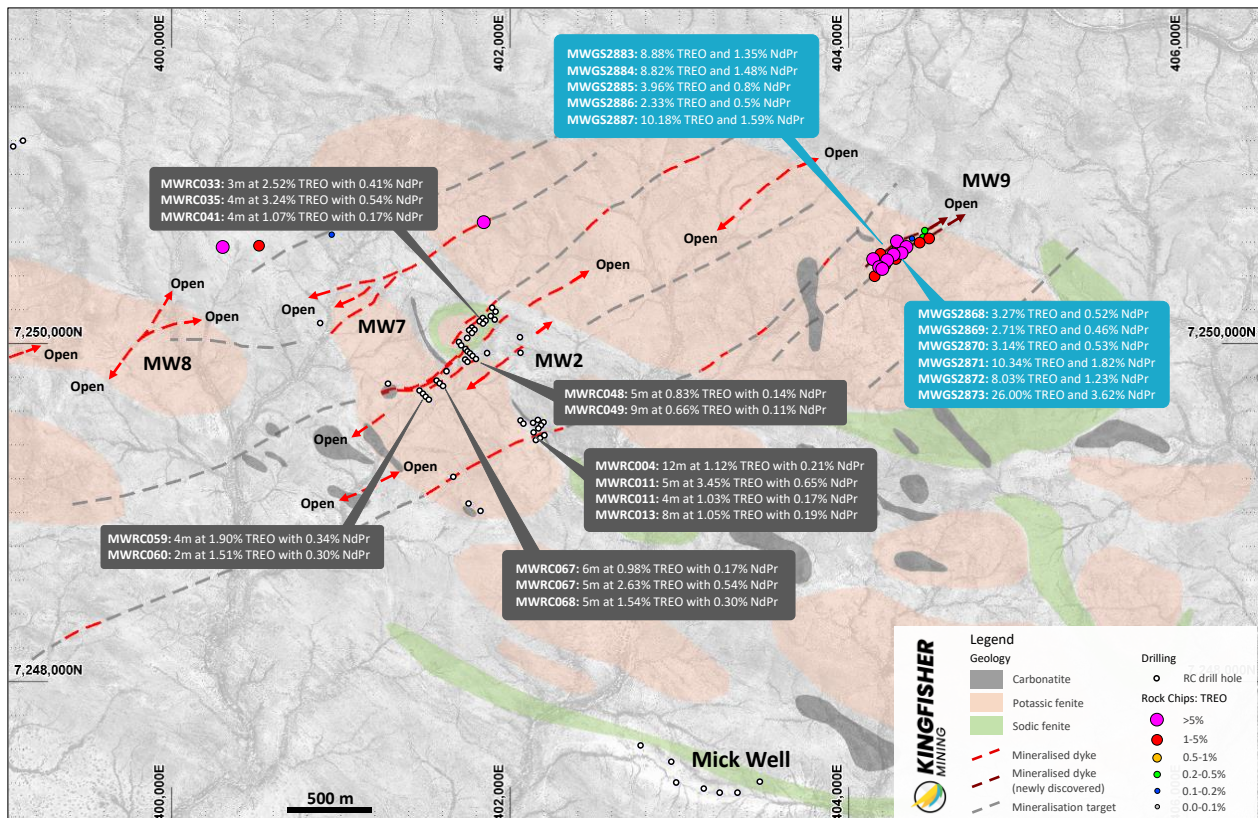 400,000E
402,000E
404,000E
406,000E
MWGS2883: 8.88% TREO and 1.35% NdPr
MWGS2884: 8.82% TREO and 1.48% NdPr
MWGS2885: 3.96% TREO and 0.8% NdPr
MWGS2886: 2.33% TREO and 0.5% NdPr
MWGS2887: 10.18% TREO and 1.59% NdPr
Open
MW9
Open
MWRC033: 3m at 2.52% TREO with 0.41% NdPr
MWRC035: 4m at 3.24% TREO with 0.54% NdPr
MWRC041: 4m at 1.07% TREO with 0.17% NdPr
Open
Open
Open
Open
Open
MW7
7,250,000N
7,250,000N
Open
MW8
Open
MW2
MWGS2868: 3.27% TREO and 0.52% NdPr
MWGS2869: 2.71% TREO and 0.46% NdPr
MWGS2870: 3.14% TREO and 0.53% NdPr
MWGS2871: 10.34% TREO and 1.82% NdPr
MWGS2872: 8.03% TREO and 1.23% NdPr
MWGS2873: 26.00% TREO and 3.62% NdPr
MWRC048: 5m at 0.83% TREO with 0.14% NdPr
MWRC049: 9m at 0.66% TREO with 0.11% NdPr
Open
Open
Open
MWRC004: 12m at 1.12% TREO with 0.21% NdPr
MWRC011: 5m at 3.45% TREO with 0.65% NdPr
MWRC011: 4m at 1.03% TREO with 0.17% NdPr
MWRC013: 8m at 1.05% TREO with 0.19% NdPr
MWRC059: 4m at 1.90% TREO with 0.34% NdPr
MWRC060: 2m at 1.51% TREO with 0.30% NdPr
MWRC067: 6m at 0.98% TREO with 0.17% NdPr
MWRC067: 5m at 2.63% TREO with 0.54% NdPr
MWRC068: 5m at 1.54% TREO with 0.30% NdPr
7,248,000N
7,248,000N
Mick Well
400,000E
402,000E
404,000E
500 m
KINGFISHER
MINING
Legend
Geology
Carbonatite
Potassic fenite
Sodic fenite
Mineralised dyke
Mineralised dyke
(newly discovered)
Mineralisation target
Drilling
RC drill hole
Rock Chips: TREO
>5%
1-5%
0.5-1%
0.2-0.5%
0.1-0.2%
0.0-0.1%